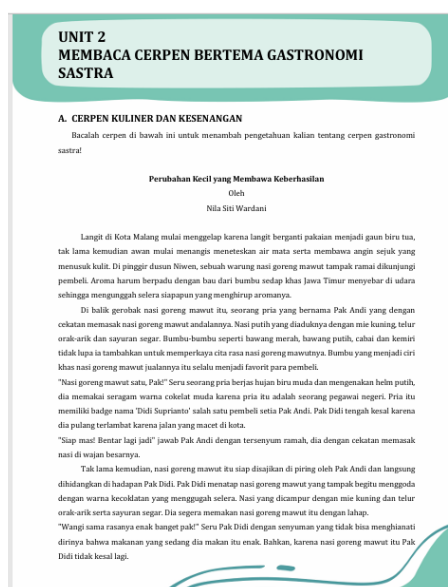 UNIT 2
MEMBACA CERPEN BERTEMA GASTRONOMI
SASTRA
A. CERPEN KULINER DAN KESENANGAN
Bacalah cerpen di bawah ini untuk menambah pengetahuan kalian tentang cerpen gastronomi
sastra!
Perubahan Kecil yang Membawa Keberhasilan
Oleh
Nila Siti Wardani
Langit di Kota Malang mulai menggelap karena langit berganti pakaian menjadi gaun biru tua,
tak lama kemudian awan mulai menangis meneteskan air mata serta membawa angin sejuk yang
menusuk kulit. Di pinggir dusun Niwen, sebuah warung nasi goreng mawut tampak ramai dikunjungi
pembeli. Aroma harum berpadu dengan bau dari bumbu sedap khas Jawa Timur menyebar di udara
sehingga mengunggah selera siapapun yang menghirup aromanya.
Di balik gerobak nasi goreng mawut itu, seorang pria yang bernama Pak Andi yang dengan
cekatan memasak nasi goreng mawut andalannya. Nasi putih yang diaduknya dengan mie kuning, telur
orak-arik dan sayuran segar. Bumbu-bumbu seperti bawang merah, bawang putih, cabai dan kemiri
tidak lupa ia tambahkan untuk memperkaya cita rasa nasi goreng mawutnya. Bumbu yang menjadi ciri
khas nasi goreng mawut jualannya itu selalu menjadi favorit para pembeli.
"Nasi goreng mawut satu, Pak!" Seru seorang pria berjas hujan biru muda dan mengenakan helm putih,
dia memakai seragam warna cokelat muda karena pria itu adalah seorang pegawai negeri. Pria itu
memiliki badge nama 'Didi Suprianto' salah satu pembeli setia Pak Andi. Pak Didi tengah kesal karena
dia pulang terlambat karena jalan yang macet di kota.
"Siap mas! Bentar lagi jadi" jawab Pak Andi dengan tersenyum ramah, dia dengan cekatan memasak
nasi di wajan besarnya.
Tak lama kemudian, nasi goreng mawut itu siap disajikan di piring oleh Pak Andi dan langsung
dihidangkan di hadapan Pak Didi. Pak Didi menatap nasi goreng mawut yang tampak begitu menggoda
dengan warna kecoklatan yang menggugah selera. Nasi yang dicampur dengan mie kuning dan telur
orak-arik serta sayuran segar. Dia segera memakan nasi goreng mawut itu dengan lahap.
"Wangi sama rasanya enak banget pak!" Seru Pak Didi dengan senyuman yang tidak bisa menghianati
dirinya bahwa makanan yang sedang dia makan itu enak. Bahkan, karena nasi goreng mawut itu Pak
Didi tidak kesal lagi.